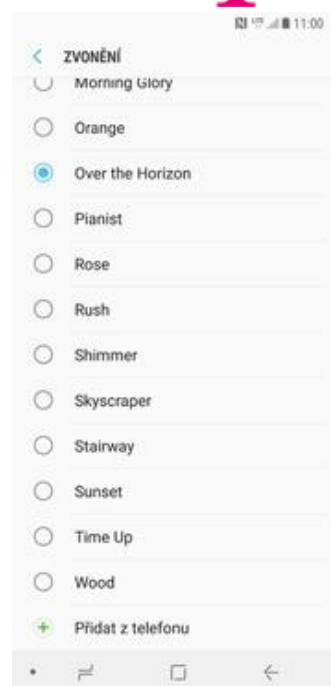 11:00
ZVONĚNÍ
Morning Glory
Orange
Over the Horizon
Pianist
Rose
Rush
Shimmer
Skyscraper
Stairway
Sunset
Time Up
Wood
Přidat z telefonu